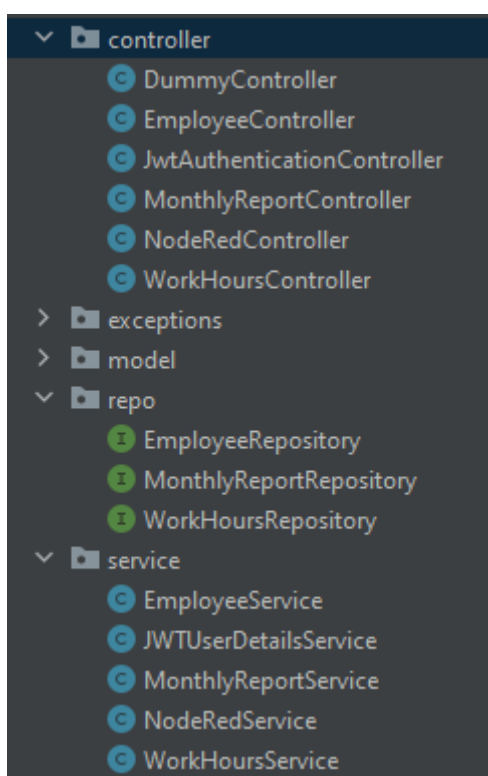 controller
C DummyController
C EmployeeController
C JwtAuthenticationController
C MonthlyReportController
C NodeRedController
C WorkHoursController
exceptions
model
repo
I EmployeeRepository
I MonthlyReportRepository
I WorkHoursRepository
service
C EmployeeService
C JWTUserDetailsService
C MonthlyReportService
C NodeRedService
C WorkHoursService